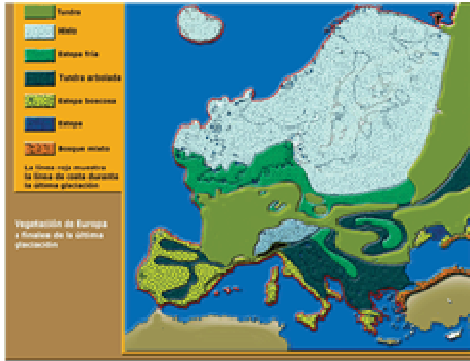 Tundra
Hielo
Estepa fría
Tundra arbolada
Estepa boscosa
Estepa
Bosque mixto
La línea roja muestra
la línea de costa durante
la última glaciación
Vegetación de Europa
a finales de la última
glaciación